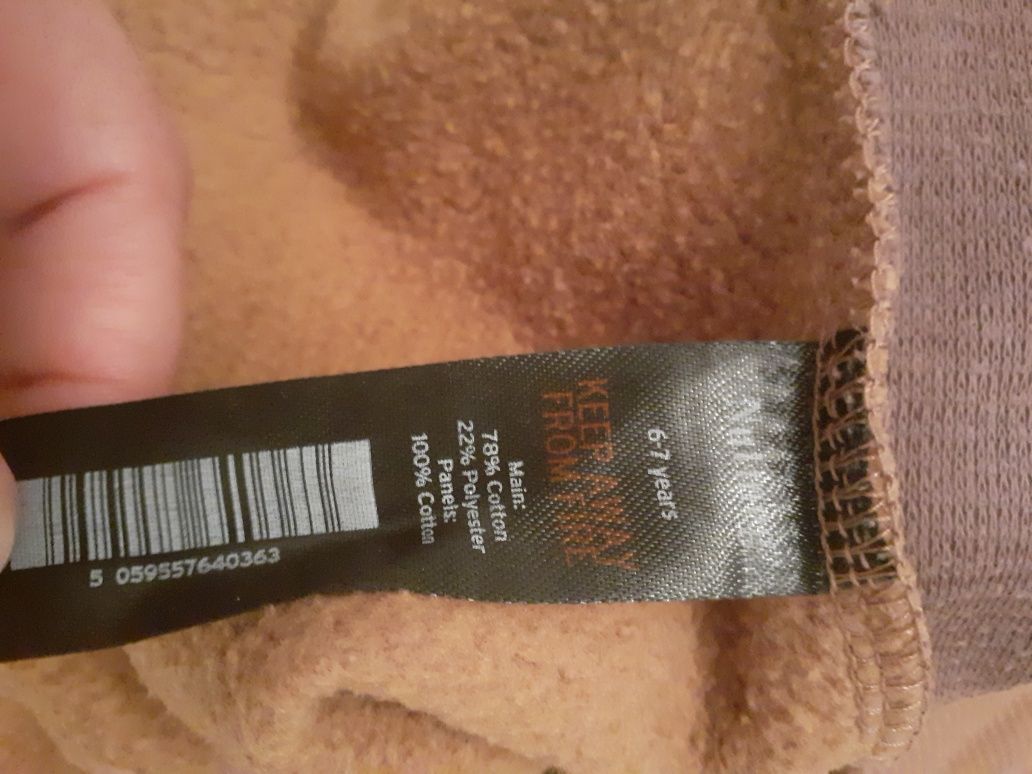 6-7 years
KEEP AWAY
FROM FIRE
Main:
78% Cotton
22% Polyester
Panels:
100% Cotton
5 059557640363